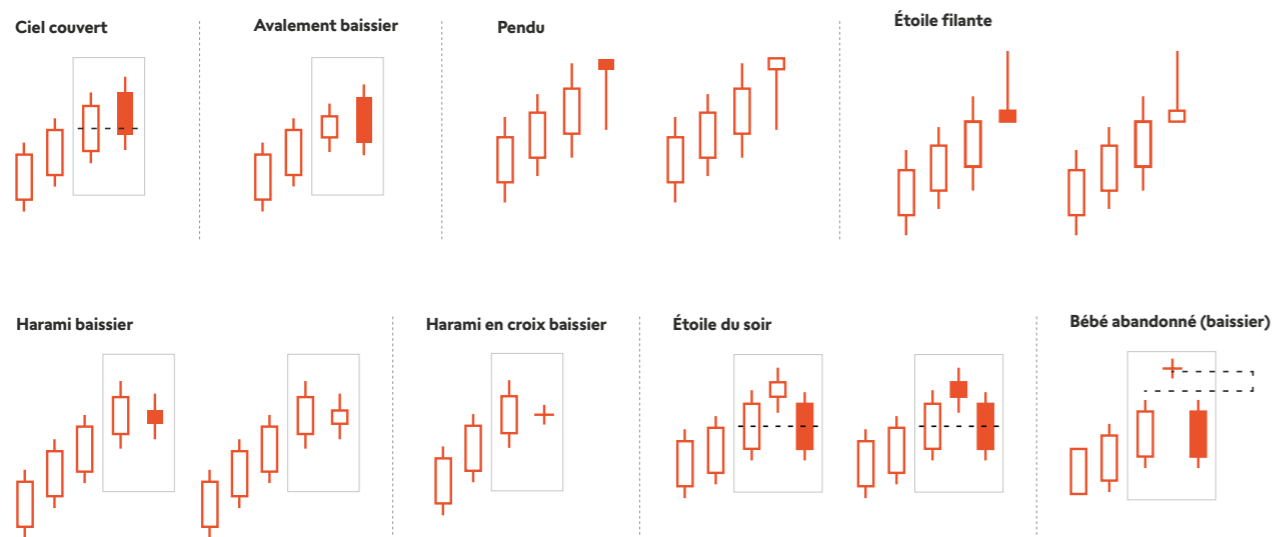 Ciel couvert
Avalement baissier
Pendu
Étoile filante
Harami baissier
Harami en croix baissier
Étoile du soir
Bébé abandonné (baissier)